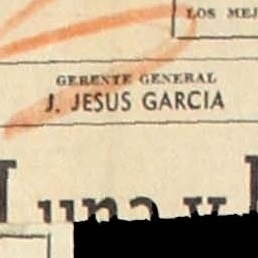 LOS MEJ
GERENTE GENERAL
J. JESUS GARCIA